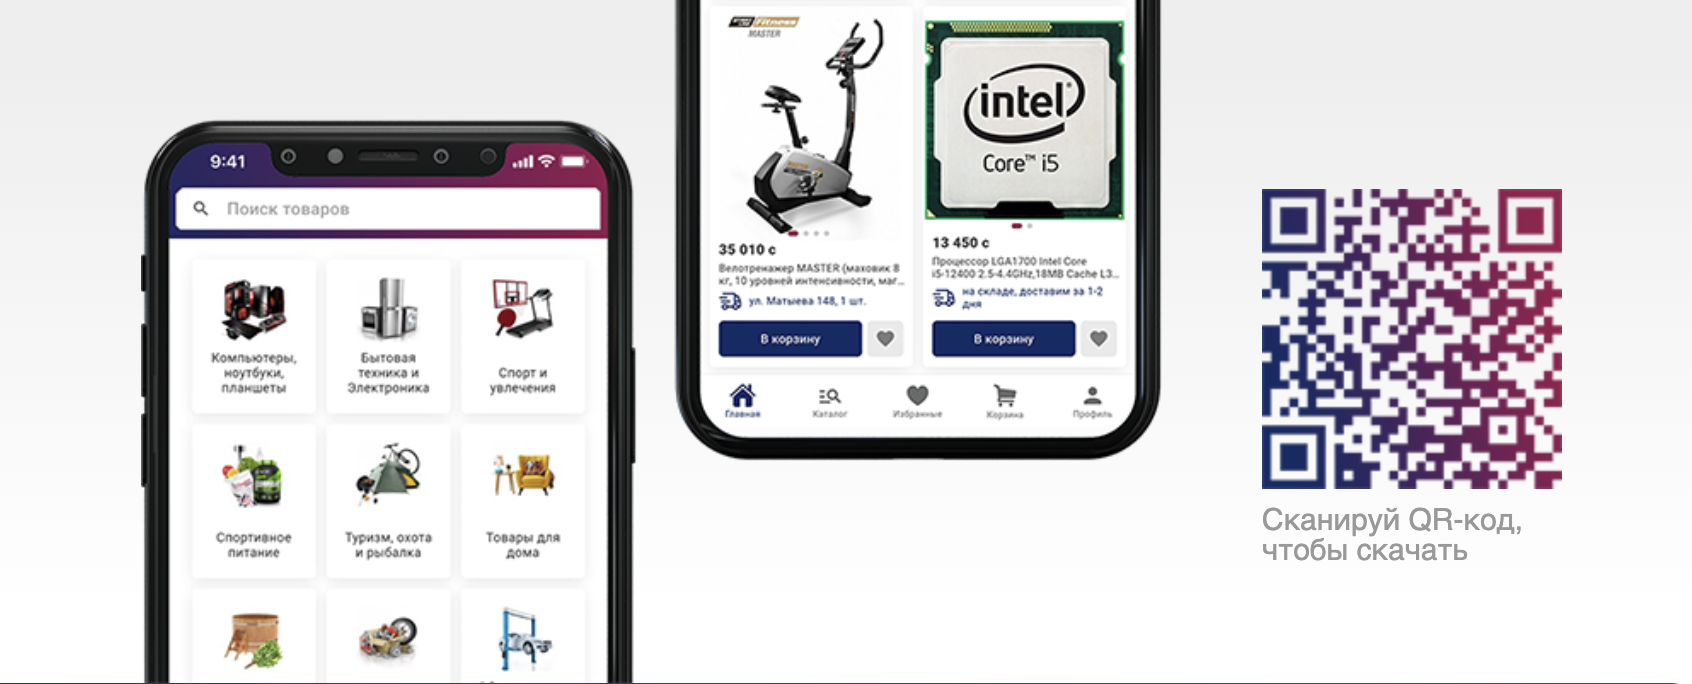 9:41
Поиск товаров
Компьютеры,
ноутбуки,
планшеты
Бытовая
техника и
Электроника
Спорт и
увлечения
Спортивное
питание
Туризм, охота
и рыбалка
Товары для
дома
Fitness
MASTER
35 010 с
Велотренажер MASTER (маховик 8
кг, 10 уровней интенсивности, маг...
ул. Матыева 148, 1 шт.
В корзину
intel
Core™ i5
13 450 с
Процессор LGA1700 Intel Core
i5-12400 2.5-4.4GHz,18MB Cache L3...
на складе, доставим за 1-2
дня
В корзину
Главная
Каталог
Избранные
Корзина
Профиль
Сканируй QR-код,
чтобы скачать